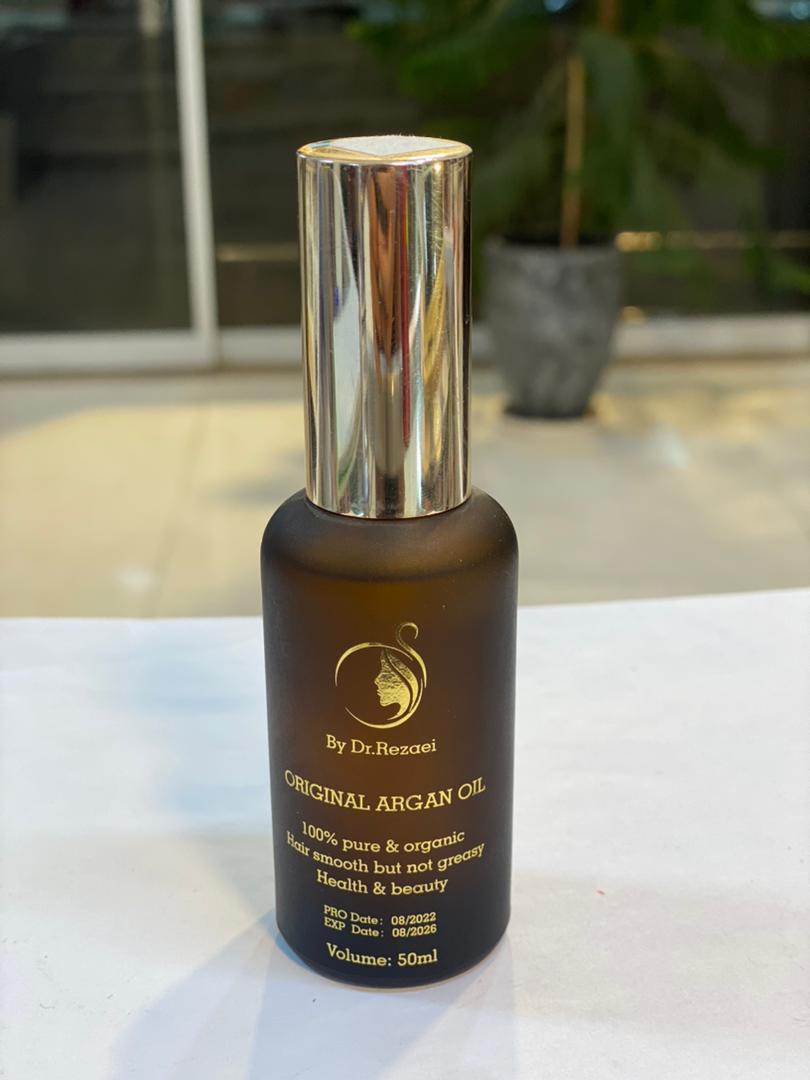 By Dr.Rezaei
ORIGINAL ARGAN OIL
100% pure & organic
Hair smooth but not greasy
Health & beauty
PRO Date: 08/2022
EXP Date: 08/2026
Volume: 50ml